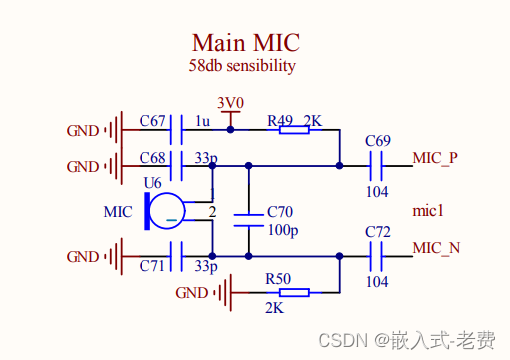 Main MIC
58db sensibility
3V0
C67 1u R49 2K
GND
C69
GND C68 33p MIC_P
U6 104
MIC 2 C70 mic1
100p
C72 MIC_N
GND C71 33p
R50 104
GND 2K
CSDN @嵌入式-老费